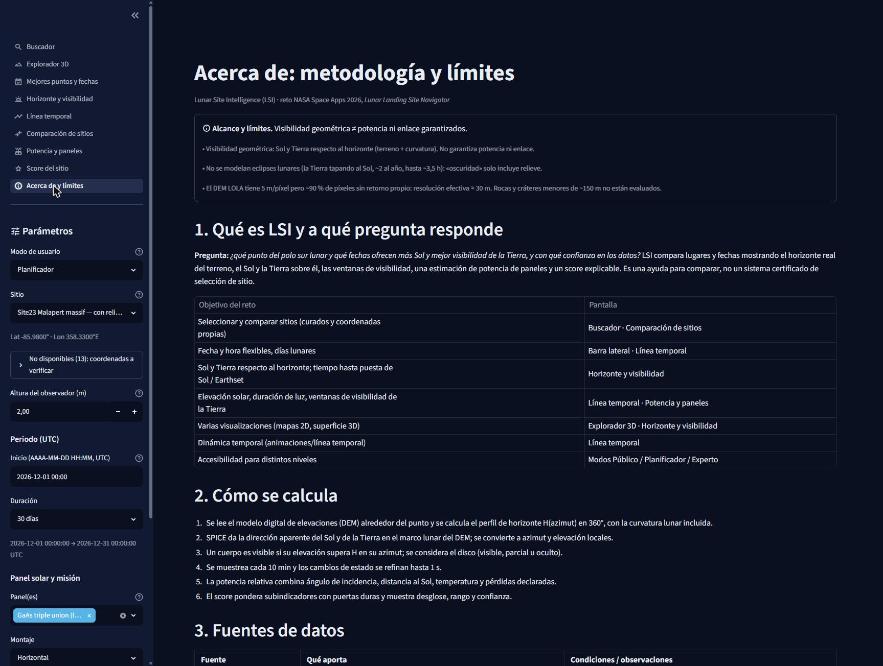 Buscador
Explorador 3D
Mejores puntos y fechas
Horizonte y visibilidad
Línea temporal
Comparación de sitios
Potencia y paneles
Score del sitio
Acerca de y límites
Parámetros
Modo de usuario
Planificador
Sitio
Site23 Malapert massif — con reli...
Lat -85.9800° · Lon 358.3300°E
No disponibles (13): coordenadas a
verificar
Altura del observador (m)
2,00
Periodo (UTC)
Inicio (AAAA-MM-DD HH:MM, UTC)
2026-12-01 00:00
Duración
30 días
2026-12-01 00:00:00 → 2026-12-31 00:00:00
UTC
Panel solar y misión
Panel(es)
GaAs triple union (I...
Montaje
Horizontal
Acerca de: metodología y límites
Lunar Site Intelligence (LSI) · reto NASA Space Apps 2026, Lunar Landing Site Navigator
Alcance y límites. Visibilidad geométrica ≠ potencia ni enlace garantizados.
• Visibilidad geométrica: Sol y Tierra respecto al horizonte (terreno + curvatura). No garantiza potencia ni enlace.
• No se modelan eclipses lunares (la Tierra tapando al Sol, ~2 al año, hasta ~3,5 h): «oscuridad» solo incluye relieve.
• El DEM LOLA tiene 5 m/píxel pero ~90 % de píxeles sin retorno propio: resolución efectiva ≈ 30 m. Rocas y cráteres menores de ~150 m no están evaluados.
1. Qué es LSI y a qué pregunta responde
Pregunta: ¿qué punto del polo sur lunar y qué fechas ofrecen más Sol y mejor visibilidad de la Tierra, y con qué confianza en los datos? LSI compara lugares y fechas mostrando el horizonte real
del terreno, el Sol y la Tierra sobre él, las ventanas de visibilidad, una estimación de potencia de paneles y un score explicable. Es una ayuda para comparar, no un sistema certificado de
selección de sitio.
Objetivo del reto Pantalla
Seleccionar y comparar sitios (curados y coordenadas
propias) Buscador · Comparación de sitios
Fecha y hora flexibles, días lunares Barra lateral · Línea temporal
Sol y Tierra respecto al horizonte; tiempo hasta puesta de
Sol / Earthset Horizonte y visibilidad
Elevación solar, duración de luz, ventanas de visibilidad de
la Tierra Línea temporal · Potencia y paneles
Varias visualizaciones (mapas 2D, superficie 3D) Explorador 3D · Horizonte y visibilidad
Dinámica temporal (animaciones/línea temporal) Línea temporal
Accesibilidad para distintos niveles Modos Público / Planificador / Experto
2. Cómo se calcula
1. Se lee el modelo digital de elevaciones (DEM) alrededor del punto y se calcula el perfil de horizonte H(azimut) en 360°, con la curvatura lunar incluida.
2. SPICE da la dirección aparente del Sol y de la Tierra en el marco lunar del DEM; se convierte a azimut y elevación locales.
3. Un cuerpo es visible si su elevación supera H en su azimut; se considera el disco (visible, parcial u oculto).
4. Se muestrea cada 10 min y los cambios de estado se refinan hasta 1 s.
5. La potencia relativa combina ángulo de incidencia, distancia al Sol, temperatura y pérdidas declaradas.
6. El score pondera subindicadores con puertas duras y muestra desglose, rango y confianza.
3. Fuentes de datos
Fuente Qué aporta Condiciones / observaciones